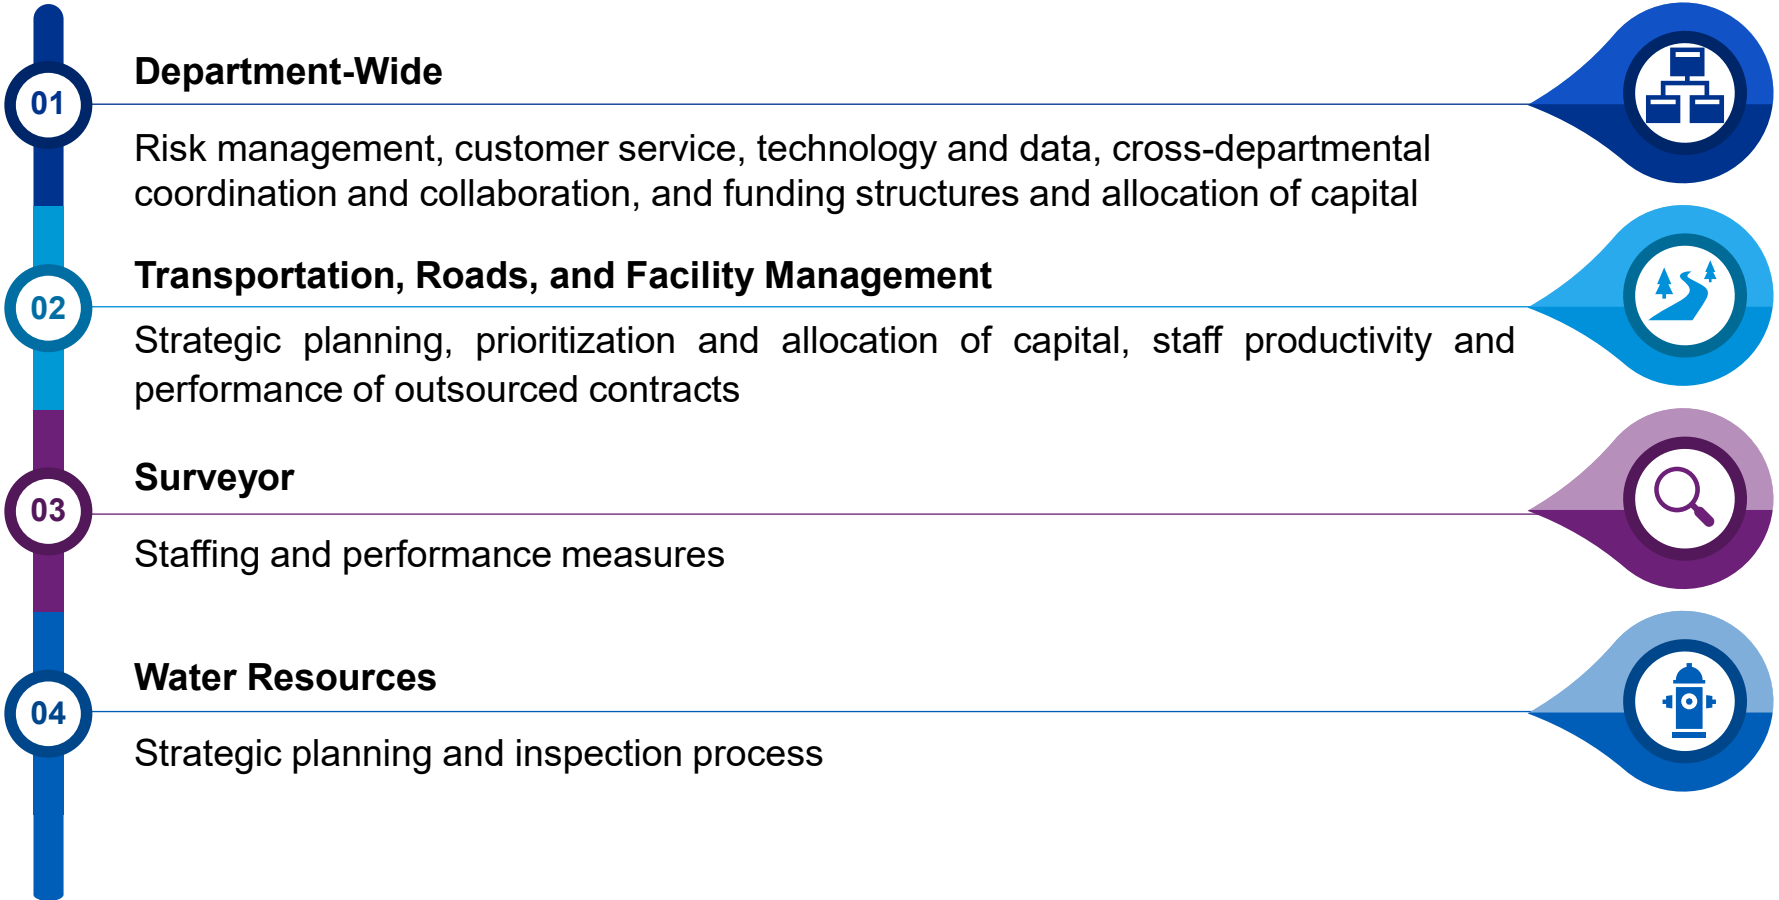 01
Department-Wide
Risk management, customer service, technology and data, cross-departmental
coordination and collaboration, and funding structures and allocation of capital
02
Transportation, Roads, and Facility Management
Strategic planning, prioritization and allocation of capital, staff productivity and
performance of outsourced contracts
03
Surveyor
Staffing and performance measures
04
Water Resources
Strategic planning and inspection process